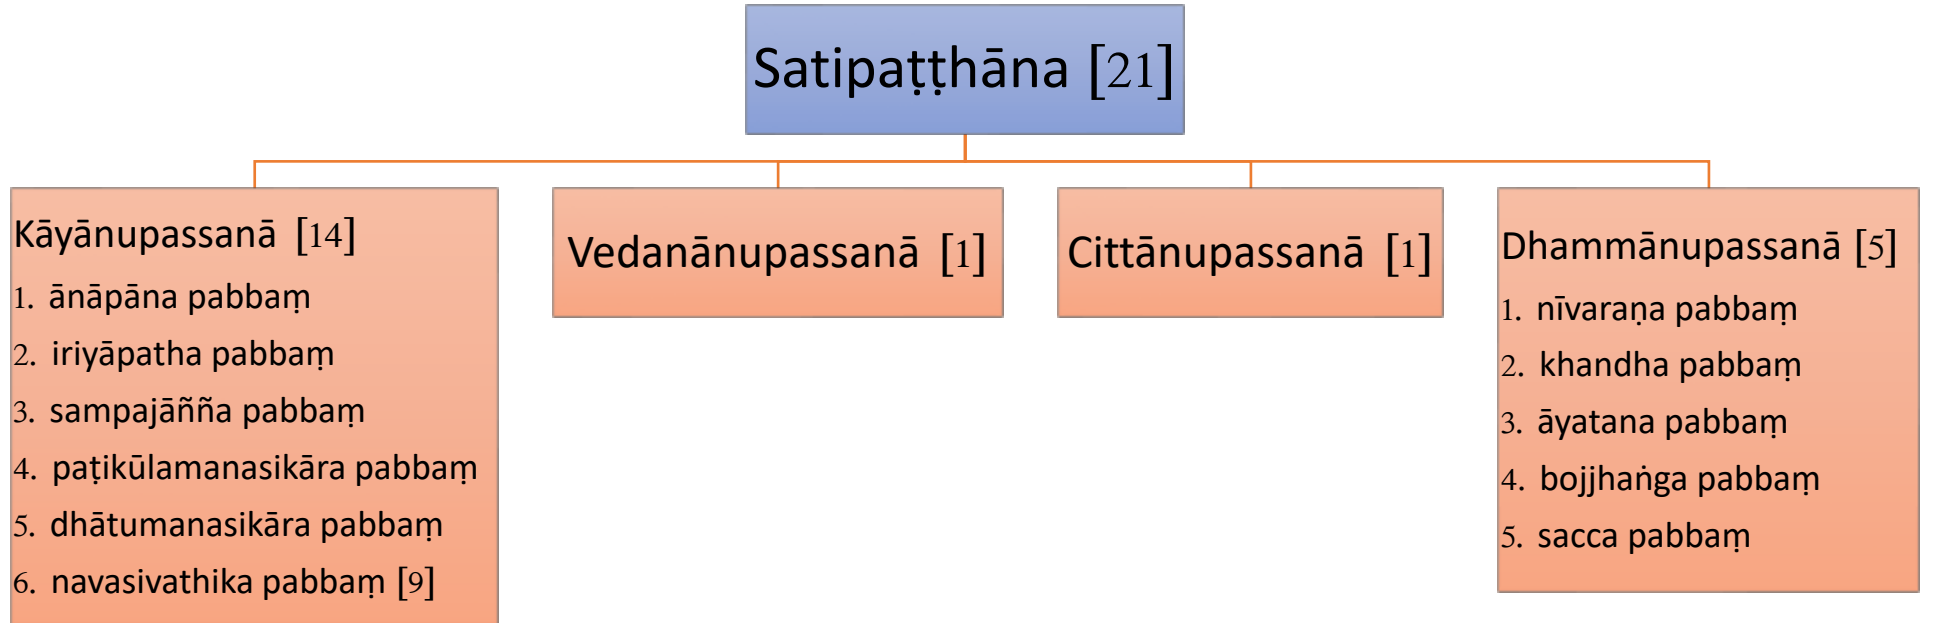 Satipaṭṭhāna [21]
Kāyānupassanā [14]
1. ānāpāna pabbaṃ
2. iriyāpatha pabbaṃ
3. sampajāñña pabbaṃ
4. paṭikūlamanasikāra pabbaṃ
5. dhātumanasikāra pabbaṃ
6. navasivathika pabbaṃ [9]
Vedanānupassanā [1]
Cittānupassanā [1]
Dhammānupassanā [5]
1. nīvaraṇa pabbaṃ
2. khandha pabbaṃ
3. āyatana pabbaṃ
4. bojjhaṅga pabbaṃ
5. sacca pabbaṃ